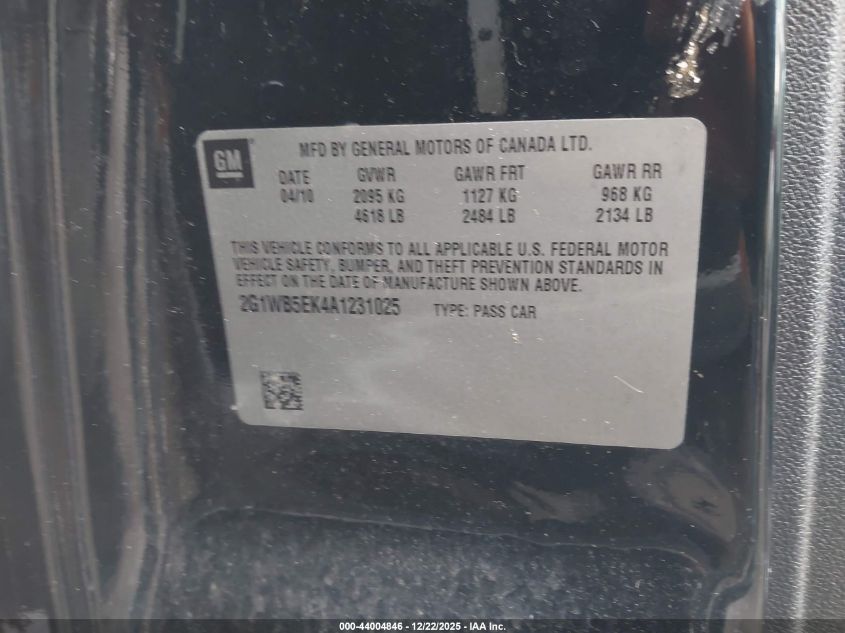 GM
MFD BY GENERAL MOTORS OF CANADA LTD.
DATE GVWR GAWR FRT GAWR RR
04/10 2095 KG 1127 KG 968 KG
4618 LB 2484 LB 2134 LB
THIS VEHICLE CONFORMS TO ALL APPLICABLE U.S. FEDERAL MOTOR
VEHICLE SAFETY, BUMPER, AND THEFT PREVENTION STANDARDS IN
EFFECT ON THE DATE OF MANUFACTURE SHOWN ABOVE.
2G1WB5EK4A1231025 TYPE: PASS CAR
000-44004846 - 12/22/2025 - IAA Inc.